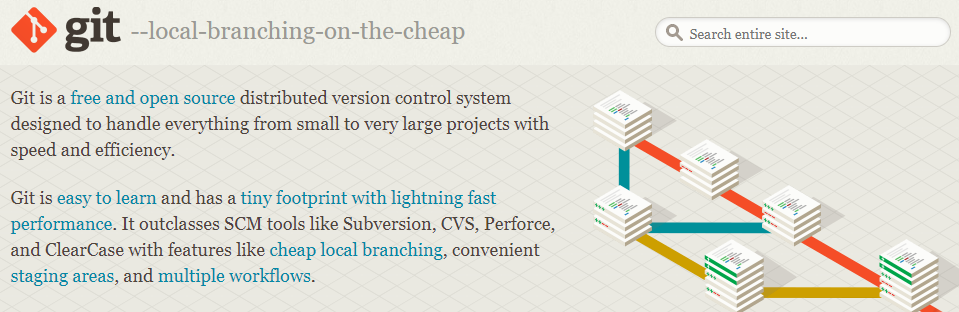 git --local-branching-on-the-cheap
Search entire site...
Git is a free and open source distributed version control system
designed to handle everything from small to very large projects with
speed and efficiency.
Git is easy to learn and has a tiny footprint with lightning fast
performance. It outclasses SCM tools like Subversion, CVS, Perforce,
and ClearCase with features like cheap local branching, convenient
staging areas, and multiple workflows.